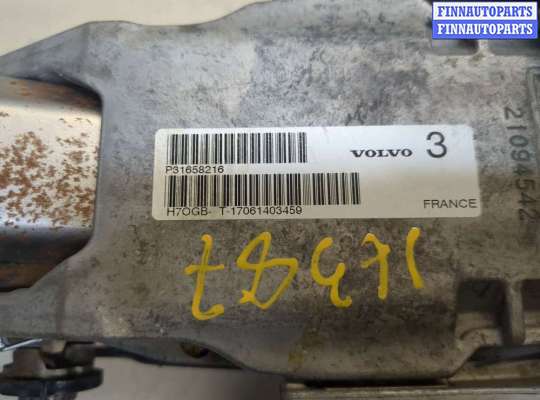 FINNAUTOPARTS
FINNAUTOPARTS
P31658216
VOLVO 3
H7OGB- T-17061403459
FRANCE
21094542